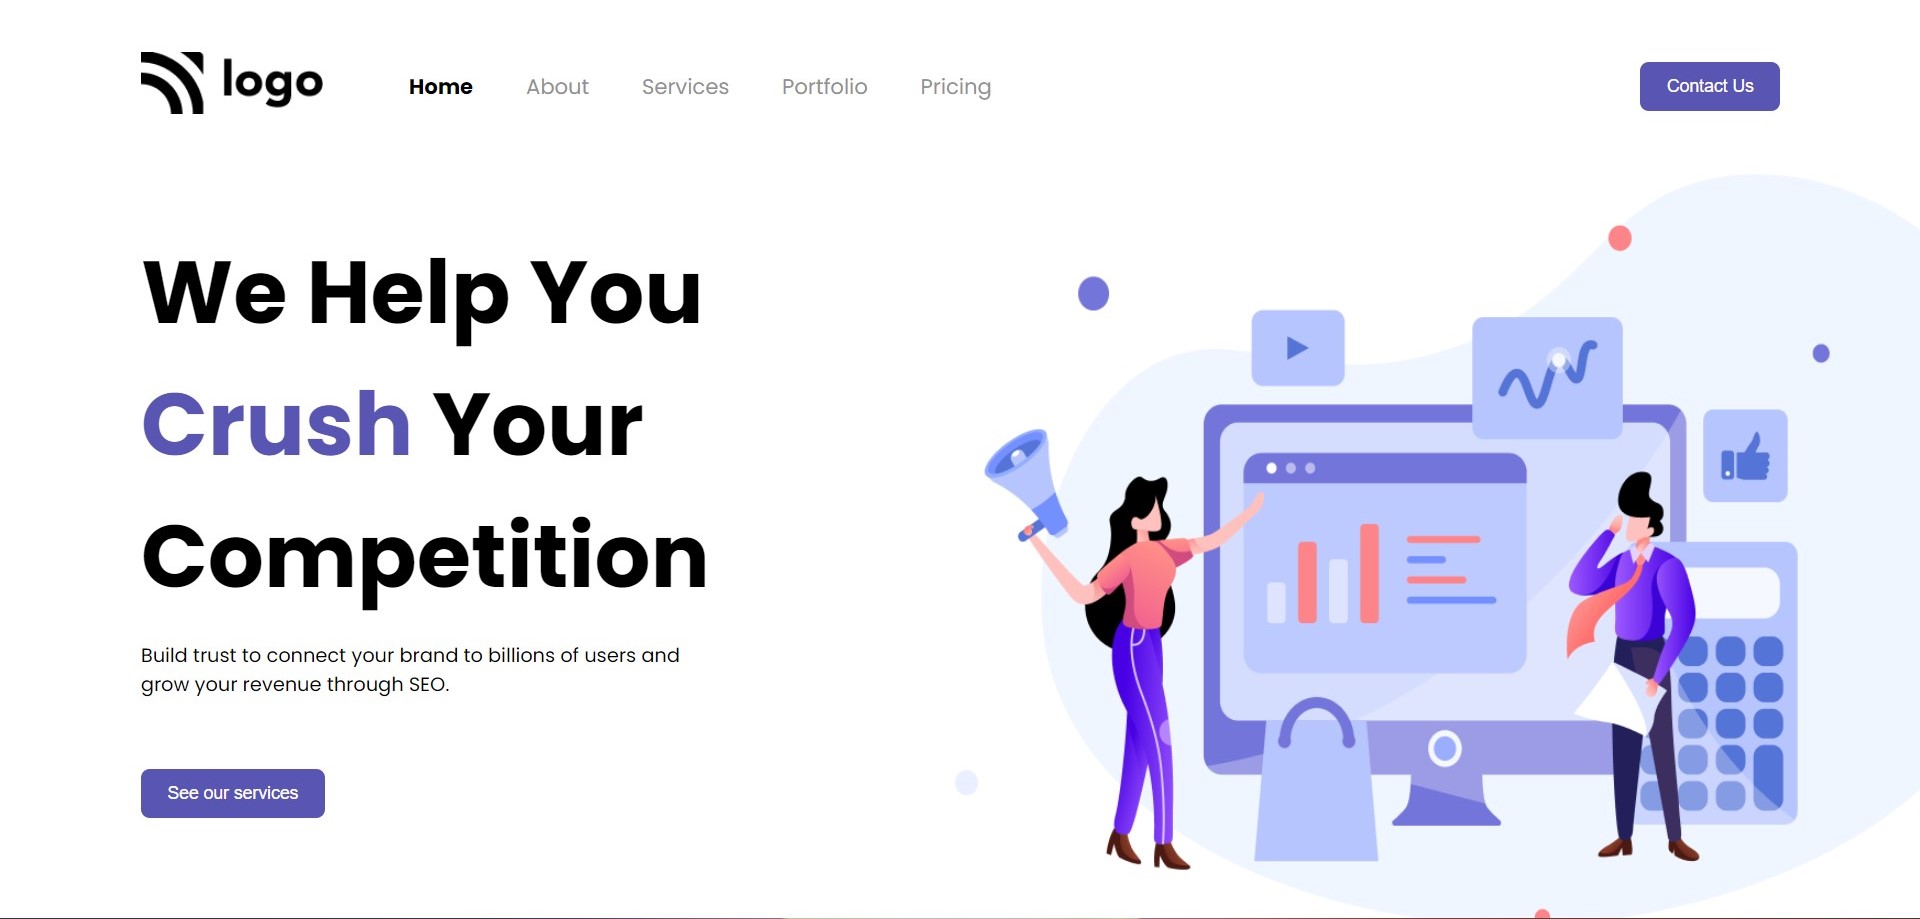 logo
Home About Services Portfolio Pricing
Contact Us
We Help You
Crush Your
Competition
Build trust to connect your brand to billions of users and
grow your revenue through SEO.
See our services